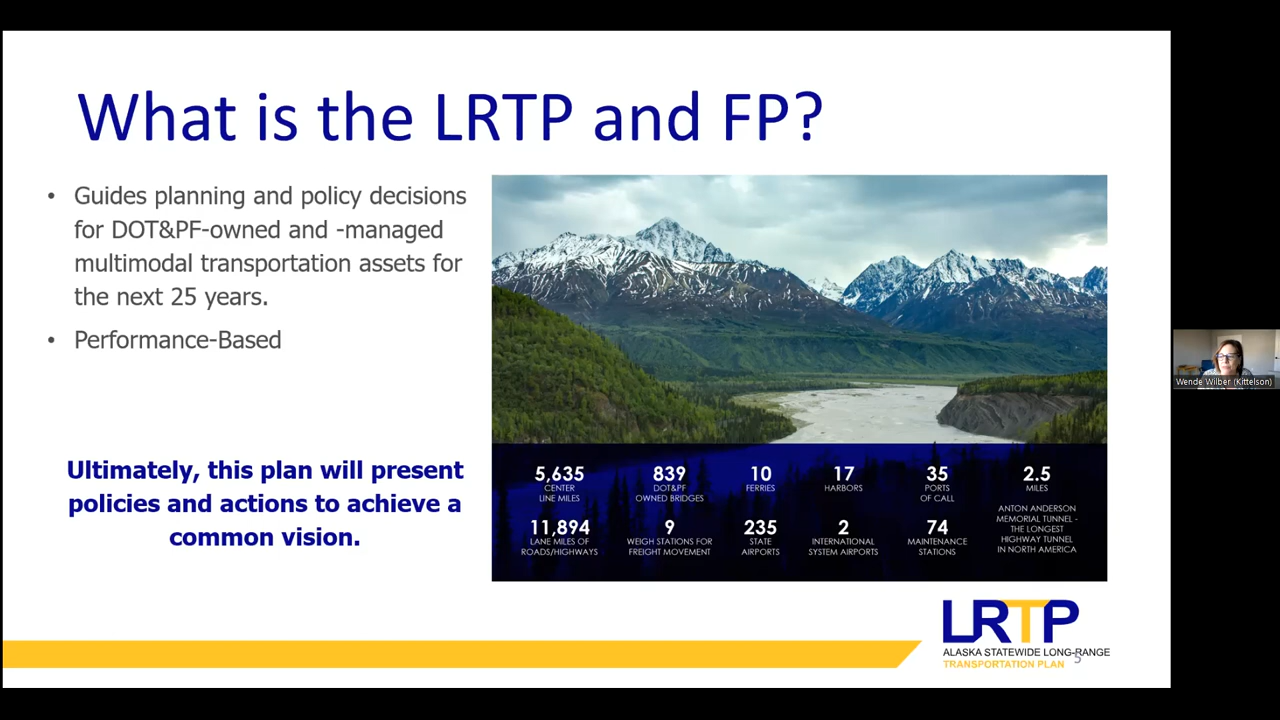 What is the LRTP and FP?
• Guides planning and policy decisions
for DOT&PF-owned and -managed
multimodal transportation assets for
the next 25 years.
• Performance-Based
Ultimately, this plan will present
policies and actions to achieve a
common vision.
5,635
CENTER
LINE MILES
839
DOT&PF
OWNED BRIDGES
10
FERRIES
17
HARBORS
35
PORTS
OF CALL
2.5
MILES
ANTON ANDERSON
MEMORIAL TUNNEL -
THE LONGEST
HIGHWAY TUNNEL
IN NORTH AMERICA
11,894
LANE MILES OF
ROADS/HIGHWAYS
9
WEIGH STATIONS FOR
FREIGHT MOVEMENT
235
STATE
AIRPORTS
2
INTERNATIONAL
SYSTEM AIRPORTS
74
MAINTENANCE
STATIONS
LRTP
ALASKA STATEWIDE LONG-RANGE
TRANSPORTATION PLAN
5
Wende Wilber (Kittelson)